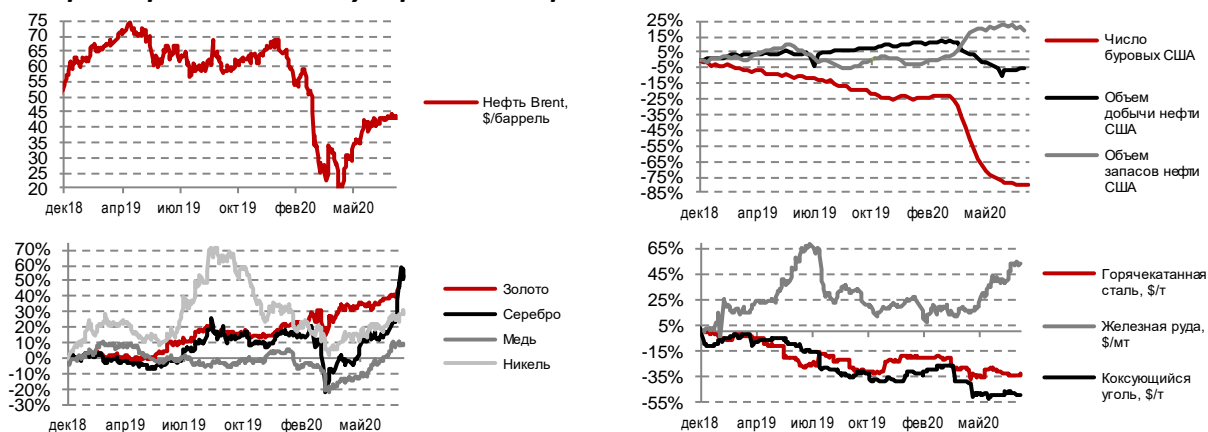 75
70
65
60
55
50
45
40
35
30
25
20
дек18 апр19 июл19 окт19 фев20 май20
Нефть Brent,
$/баррель
25%
15%
5%
-5%
-15%
-25%
-35%
-45%
-55%
-65%
-75%
-85%
дек18 апр19 июл19 окт19 фев20 май20
Число
буровых США
Объем
добычи нефти
США
Объем
запасов нефти
США
70%
60%
50%
40%
30%
20%
10%
0%
-10%
-20%
-30%
дек18 апр19 июл19 окт19 фев20 май20
Золото
Серебро
Медь
Никель
65%
45%
25%
5%
-15%
-35%
-55%
дек18 апр19 июл19 окт19 фев20 май20
Горячекатанная
сталь, $/т
Железная руда,
$/мт
Коксующийся
уголь, $/т